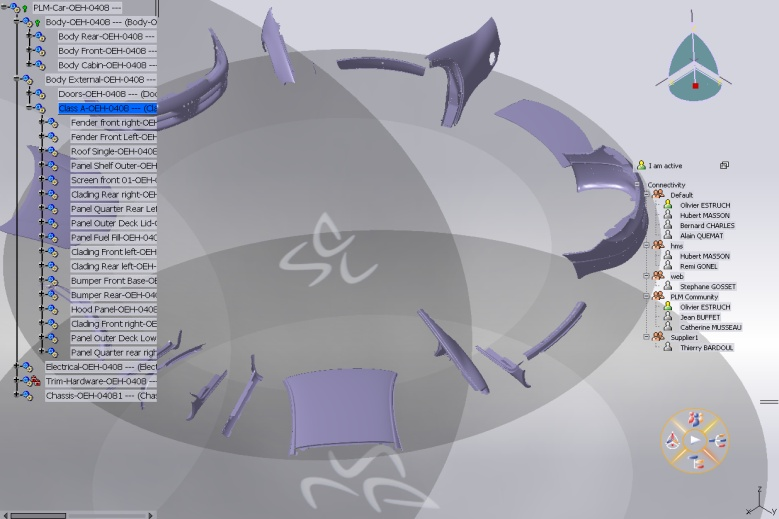 PLM-Car-OEH-0408 ---
Body-OEH-0408 --- (Body-O
Body Rear-OEH-0408 ---
Body Front-OEH-0408 ---
Body Cabin-OEH-0408 ---
Body External-OEH-0408 ---
Doors-OEH-0408 --- (Doo
Class A-OEH-0408 --- (Cla
Fender front right-OEH
Fender Front Left-OEH-
Roof Single-OEH-0408
Panel Shelf Outer-OEH
Screen front 01-OEH-
Clading Rear right-OEH
Panel Quarter Rear Lef
Panel Outer Deck Lid-O
Panel Fuel Fill-OEH-040
Clading Front left-OEH
Clading Rear left-OEH-
Bumper Front Base-OE
Bumper Rear-OEH-04
Hood Panel-OEH-0408
Clading Front right-OE
Panel Outer Deck Low
Panel Quarter rear righ
Electrical-OEH-0408 --- (Elect
Trim-Hardware-OEH-0408 ---
Chassis-OEH-04081 --- (Cha
I am active
Connectivity
Default
Olivier ESTRUCH
Hubert MASSON
Bernard CHARLES
Alain QUEMAT
hms
Hubert MASSON
Remi GONEL
web
Stephane GOSSET
PLM Community
Olivier ESTRUCH
Jean BUFFET
Catherine MUSSEAU
Supplier1
Thierry BARDOUL
z
x
y